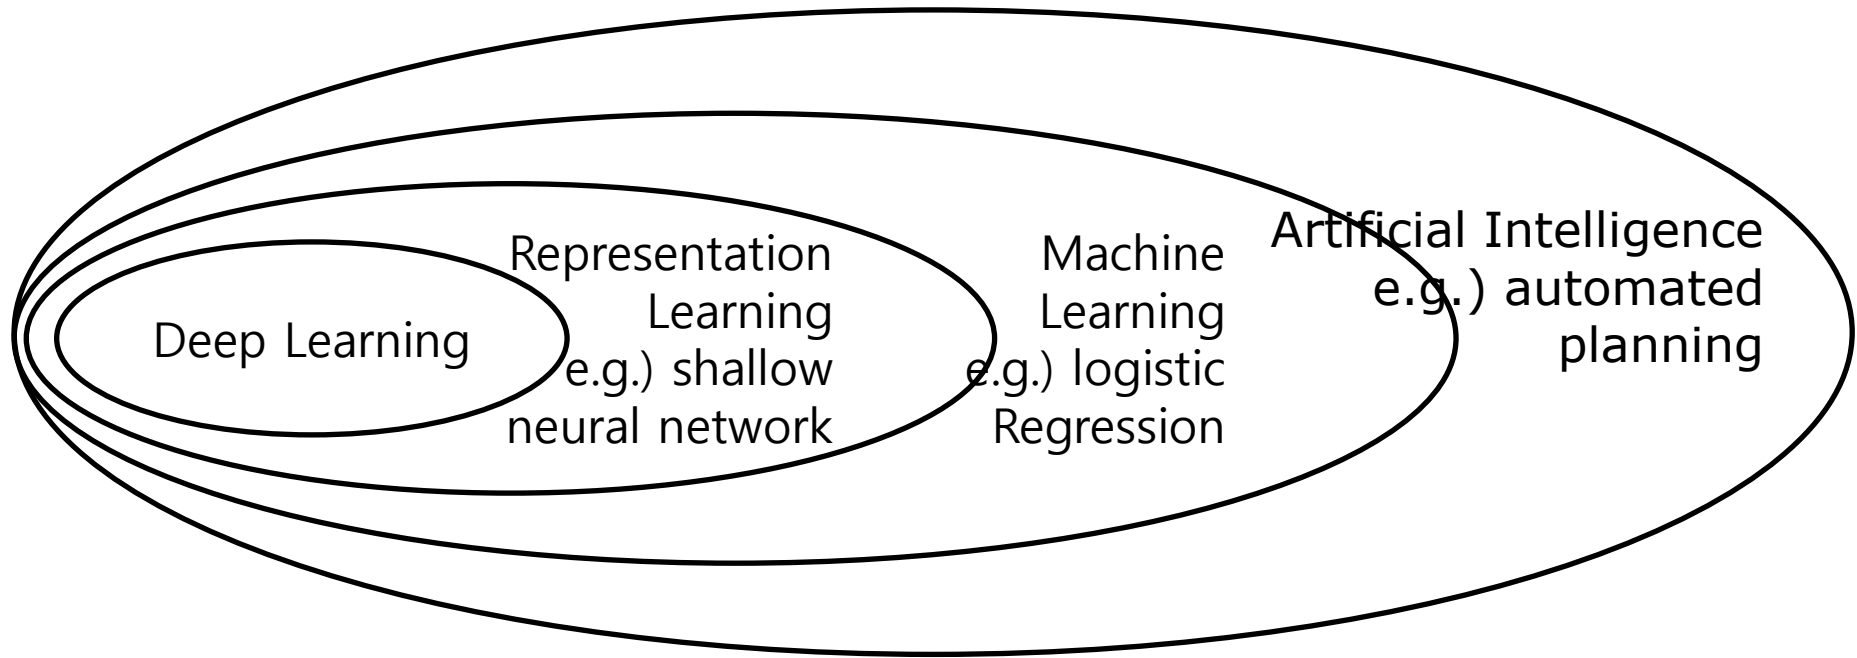 Deep Learning
Representation
Learning
e.g.) shallow
neural network
Machine
Learning
e.g.) logistic
Regression
Artificial Intelligence
e.g.) automated
planning